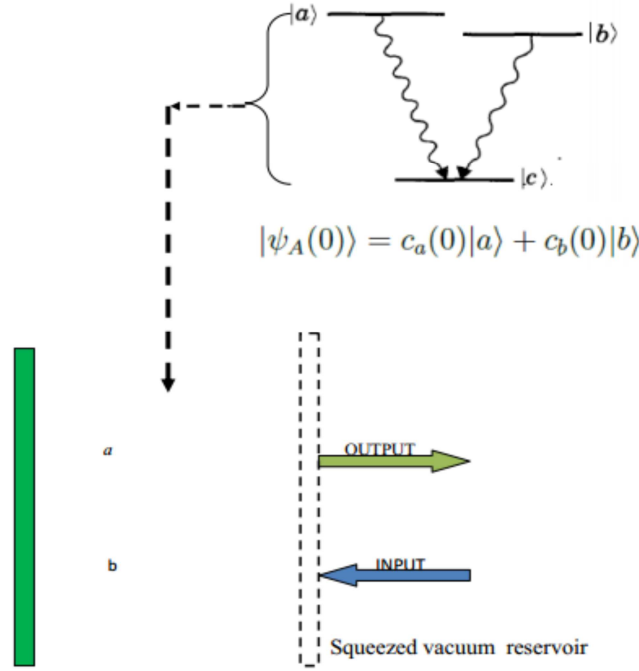 |a⟩
|b⟩
|c⟩.
|ψ_A(0)⟩ = c_a(0)|a⟩ + c_b(0)|b⟩
a
OUTPUT
b
INPUT
Squeezed vacuum reservoir